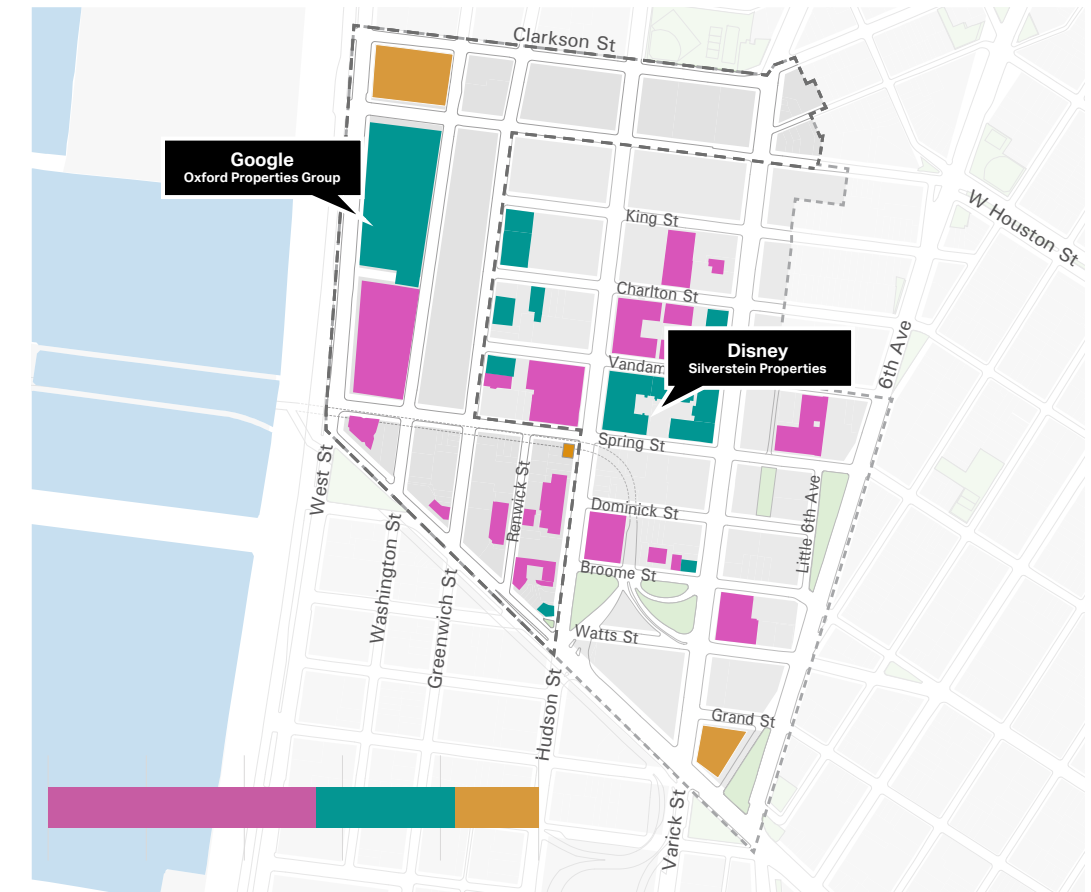 Clarkson St
Google
Oxford Properties Group
W Houston St
King St
Charlton St
Disney
Silverstein Properties
Vandam
6th Ave
Spring St
West St
Renwick St
Dominick St
Little 6th Ave
Washington St
Broome St
Greenwich St
Watts St
Hudson St
Grand St
Varick St